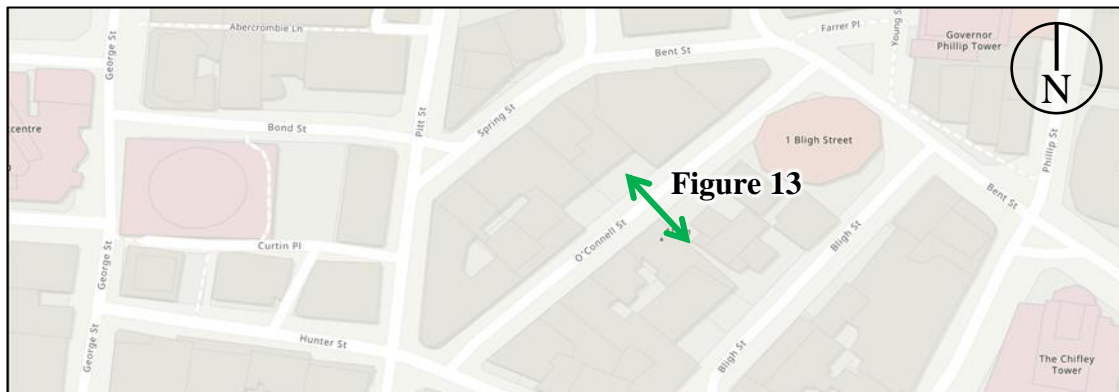 Abercrombie Ln
George St
Pitt St
Bent St
Farrer Pl
Young S
Governor
Phillip Tower
N
centre
Bond St
Spring St
1 Bligh Street
Phillip St
Figure 13
Bent St
George St
Curtin Pl
O'Connell St
Bligh St
Hunter St
George St
Bligh St
The Chifley
Tower